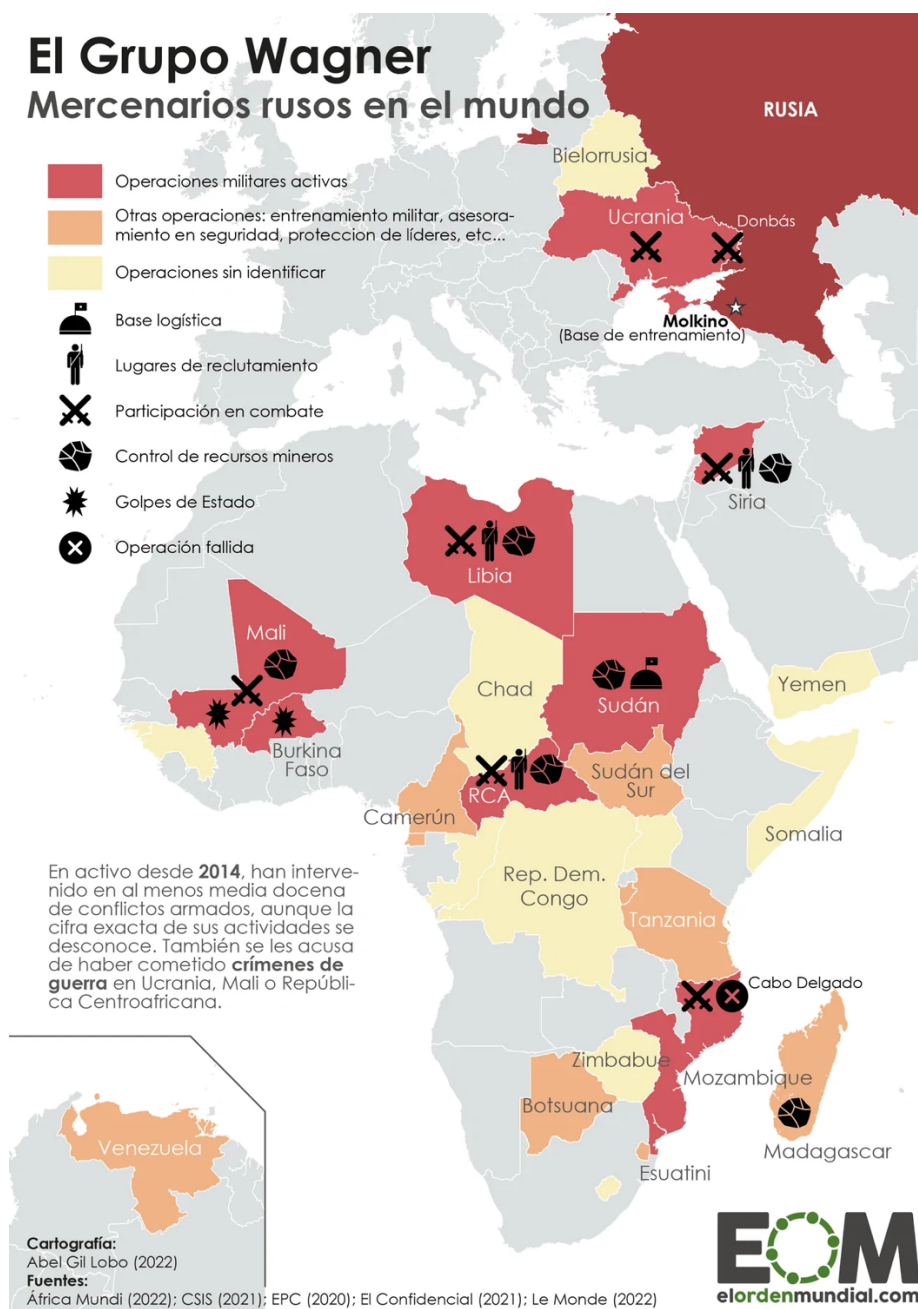 El Grupo Wagner
Mercenarios rusos en el mundo
Operaciones militares activas
Otras operaciones: entrenamiento militar, asesora-
miento en seguridad, proteccion de líderes, etc...
Operaciones sin identificar
Base logística
Lugares de reclutamiento
Participación en combate
Control de recursos mineros
Golpes de Estado
Operación fallida
RUSIA
Bielorrusia
Ucrania
Donbás
Molkino
(Base de entrenamiento)
Siria
Libia
Mali
Chad
Sudán
Yemen
Burkina
Faso
RCA
Sudán del
Sur
Camerún
Somalia
Rep. Dem.
Congo
Tanzania
Cabo Delgado
Zimbabue
Mozambique
Botsuana
Madagascar
Esuatini
En activo desde 2014, han interve-
nido en al menos media docena
de conflictos armados, aunque la
cifra exacta de sus actividades se
desconoce. También se les acusa
de haber cometido crímenes de
guerra en Ucrania, Mali o Repúbli-
ca Centroafricana.
Venezuela
Cartografía:
Abel Gil Lobo (2022)
Fuentes:
África Mundi (2022); CSIS (2021); EPC (2020); El Confidencial (2021); Le Monde (2022)
EOM
elordenmundial.com